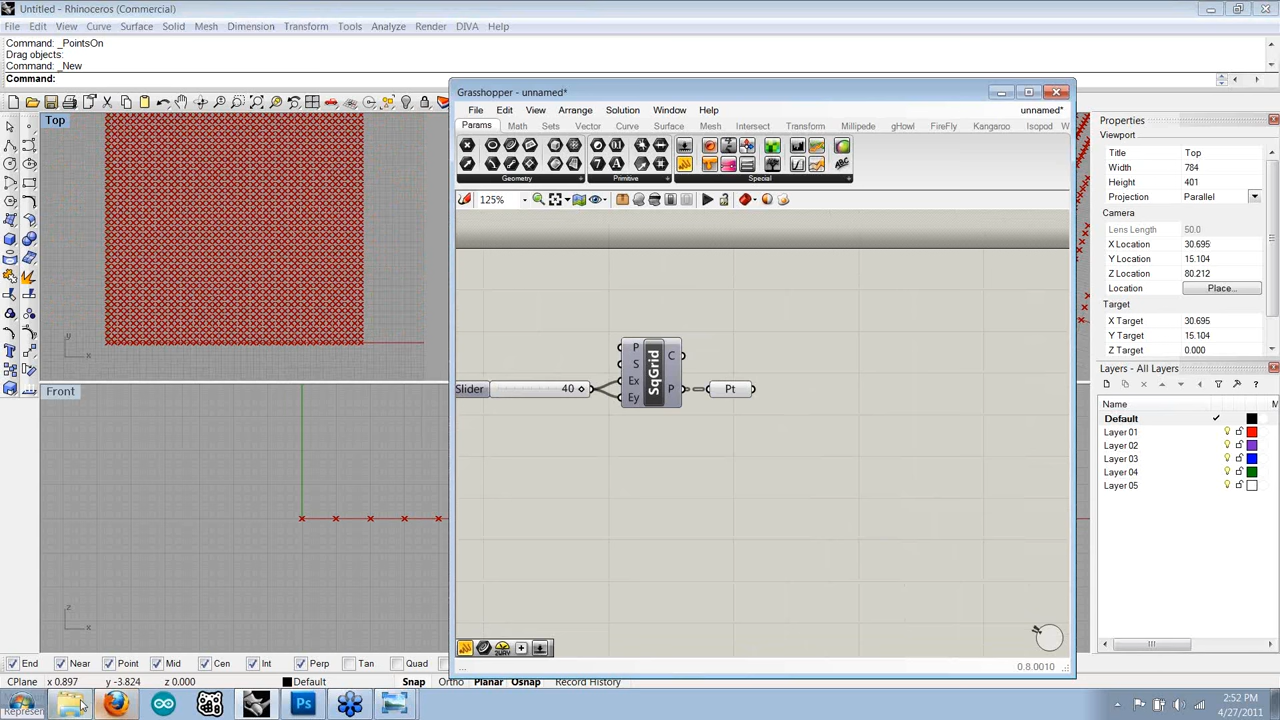 Untitled - Rhinoceros (Commercial)
File Edit View Curve Surface Solid Mesh Dimension Transform Tools Analyze Render DIVA Help
Command: _PointsOn
Drag objects:
Command: _New
Command:
Top
Front
z
x
y
x
Grasshopper - unnamed*
File Edit View Arrange Solution Window Help
unnamed*
Params Math Sets Vector Curve Surface Mesh Intersect Transform Millipede gHowl FireFly Kangaroo Isopod W
Geometry Primitive Special
125%
P
S
Ex
Ey
SqGrid
C
P
Slider 40
Pt
...
0.8.0010
Properties
Viewport
Title Top
Width 784
Height 401
Projection Parallel
Camera
Lens Length 50.0
X Location 30.695
Y Location 15.104
Z Location 80.212
Location Place...
Target
X Target 30.695
Y Target 15.104
Z Target 0.000
Layers - All Layers
Name M
Default
Layer 01
Layer 02
Layer 03
Layer 04
Layer 05
End Near Point Mid Cen Int Perp Tan Quad
CPlane x 0.897 y -3.824 z 0.000 Default Snap Ortho Planar Osnap Record History
Represer
Ps
2:52 PM
4/27/2011